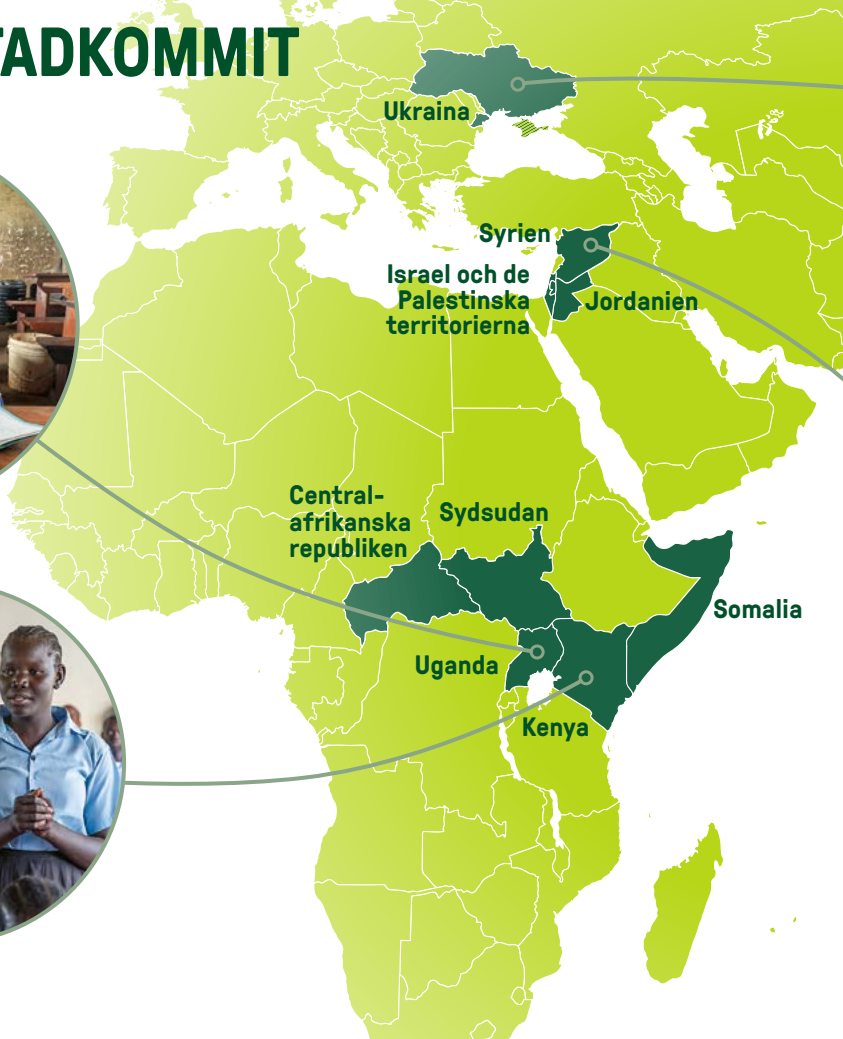 TADKOMMIT
Ukraina
Syrien
Israel och de
Palestinska
territorierna
Jordanien
Central-
afrikanska
republiken
Sydsudan
Somalia
Uganda
Kenya